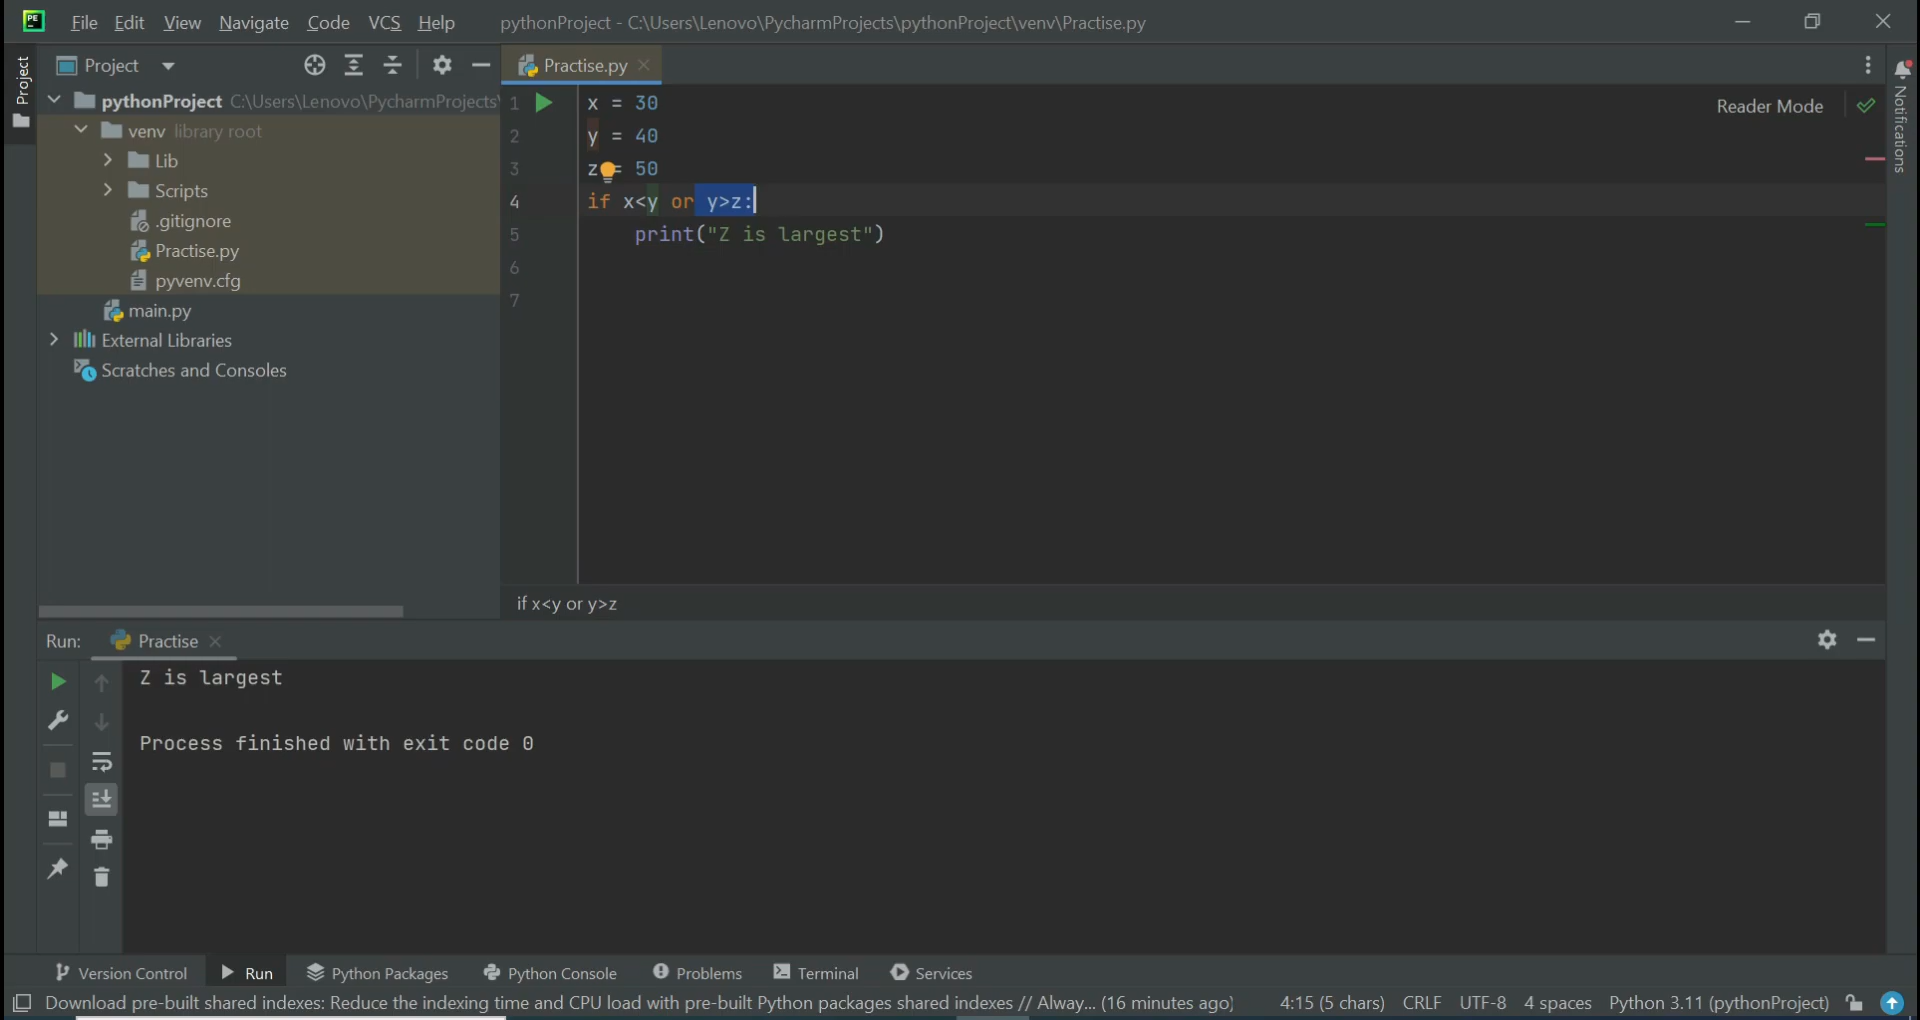 PE File Edit View Navigate Code VCS Help pythonProject - C:\Users\Lenovo\PycharmProjects\pythonProject\venv\Practise.py
Project
Project
pythonProject C:\Users\Lenovo\PycharmProjects\
venv library root
Lib
Scripts
.gitignore
Practise.py
pyvenv.cfg
main.py
External Libraries
Scratches and Consoles
Practise.py
Reader Mode
Notifications
1 x = 30
2 y = 40
3 z = 50
4 if x<y or y>z:
5 print("Z is largest")
6
7
if x<y or y>z
Run: Practise
Z is largest
Process finished with exit code 0
Version Control Run Python Packages Python Console Problems Terminal Services
Download pre-built shared indexes: Reduce the indexing time and CPU load with pre-built Python packages shared indexes // Alway... (16 minutes ago) 4:15 (5 chars) CRLF UTF-8 4 spaces Python 3.11 (pythonProject)